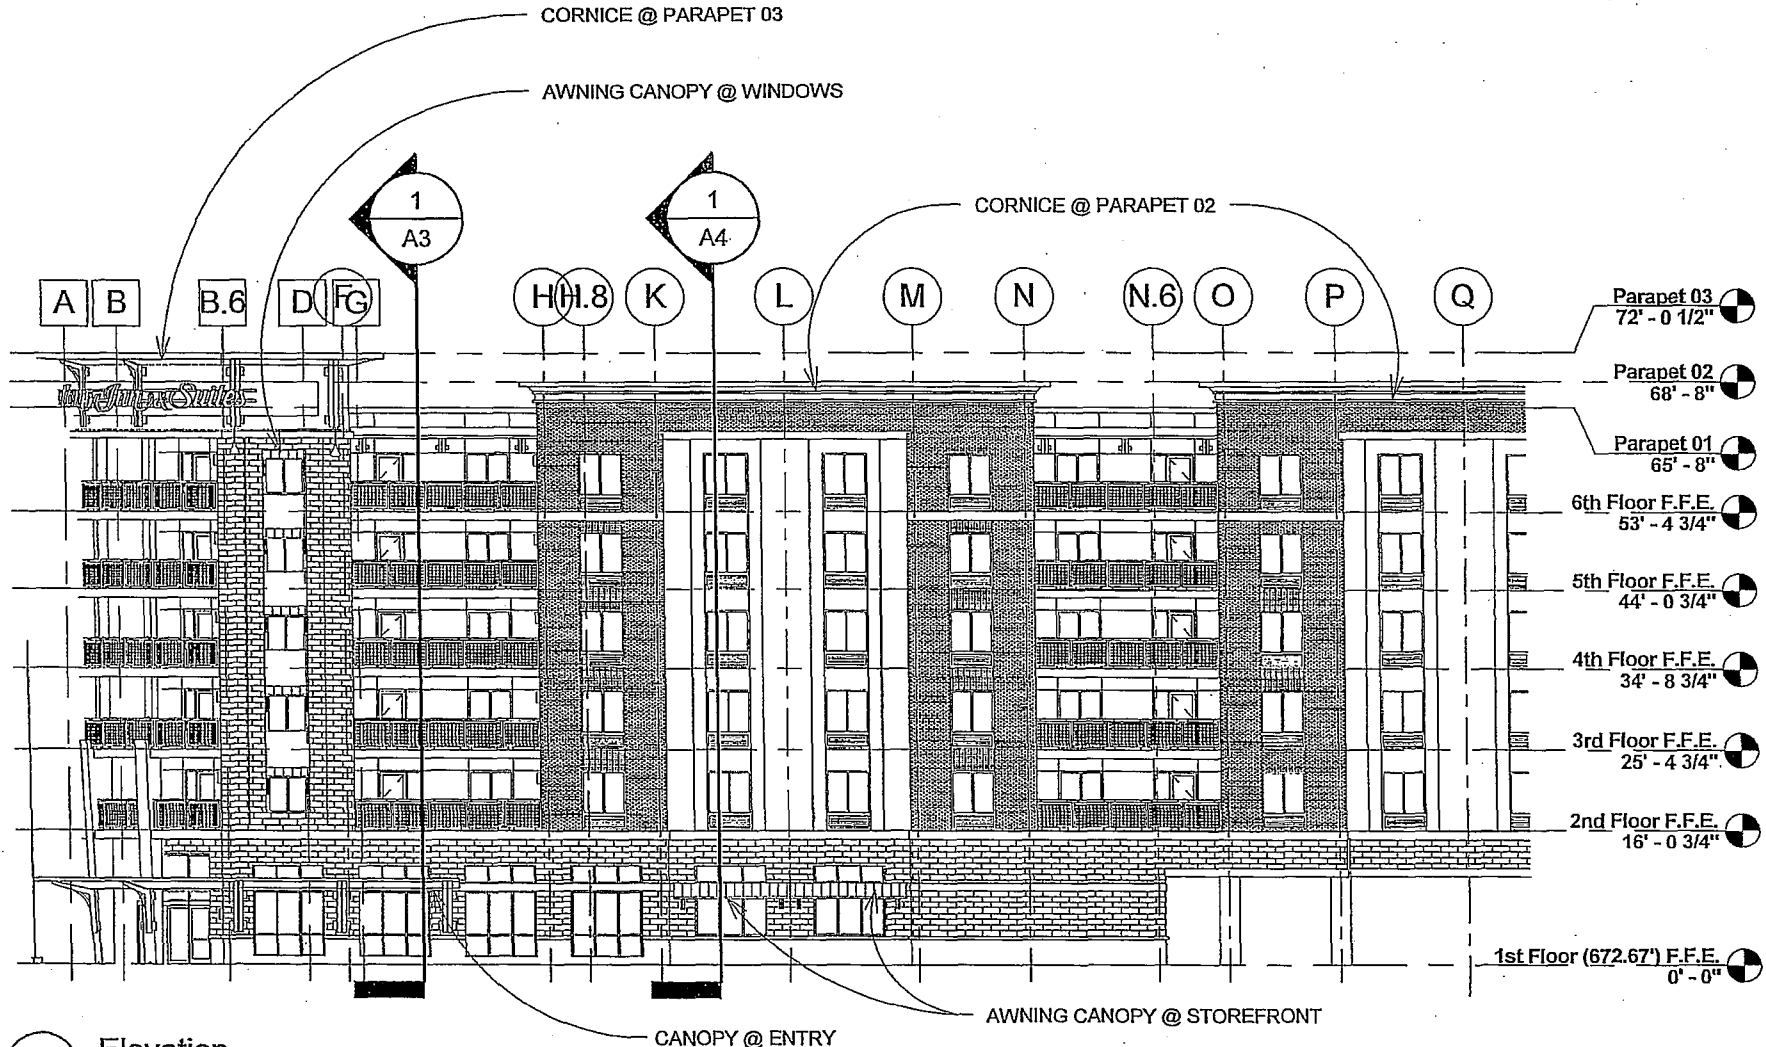 CORNICE @ PARAPET 03
AWNING CANOPY @ WINDOWS
1
A3
1
A4
CORNICE @ PARAPET 02
A
B
B.6
D
F
G
H
H.8
K
L
M
N
N.6
O
P
Q
Parapet 03
72' - 0 1/2"
Parapet 02
68' - 8"
Parapet 01
65' - 8"
6th Floor F.F.E.
53' - 4 3/4"
5th Floor F.F.E.
44' - 0 3/4"
4th Floor F.F.E.
34' - 8 3/4"
3rd Floor F.F.E.
25' - 4 3/4"
2nd Floor F.F.E.
16' - 0 3/4"
1st Floor (672.67') F.F.E.
0' - 0"
Suites
AWNING CANOPY @ STOREFRONT
CANOPY @ ENTRY
Elevation